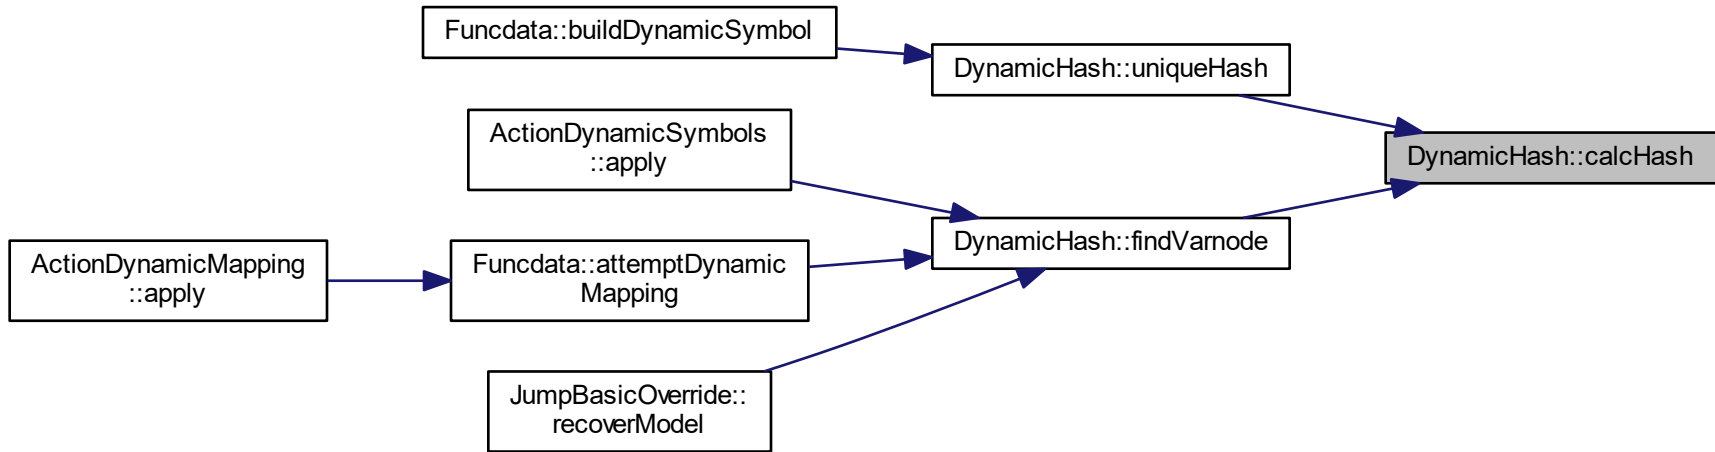 Funcdata::buildDynamicSymbol
DynamicHash::uniqueHash
ActionDynamicSymbols
::apply
DynamicHash::calcHash
DynamicHash::findVarnode
ActionDynamicMapping
::apply
Funcdata::attemptDynamic
Mapping
JumpBasicOverride::
recoverModel